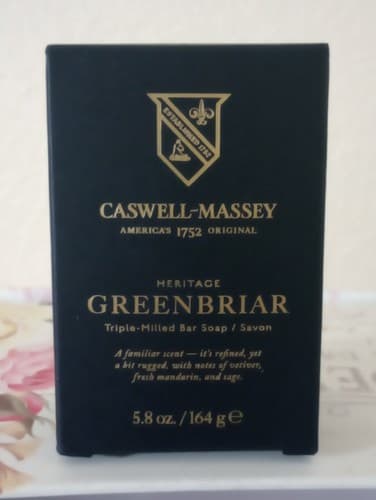 ESTABLISHED 1752
CASWELL-MASSEY
AMERICA'S 1752 ORIGINAL
HERITAGE
GREENBRIAR
Triple-Milled Bar Soap / Savon
A familiar scent — it's refined, yet
a bit rugged, with notes of vetiver,
fresh mandarin, and sage.
5.8 oz. / 164 g ℮